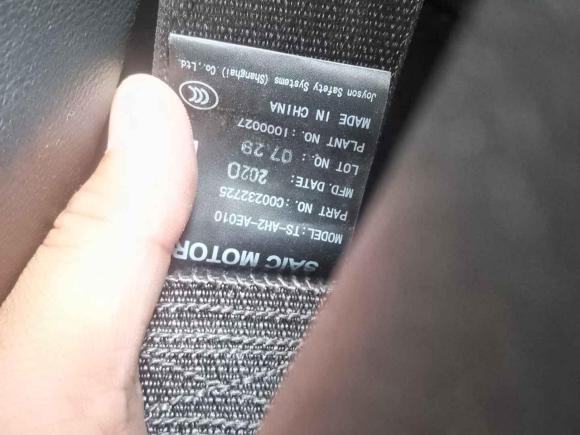 SAIC MOTOR
MODEL:TS-AH2-AE010
PART NO.:C00232725
MFD. DATE: 2020
LOT NO.: 07.29
PLANT NO.:1000027
MADE IN CHINA
CCC
Joyson Safety Systems (Shanghai) Co.,Ltd.